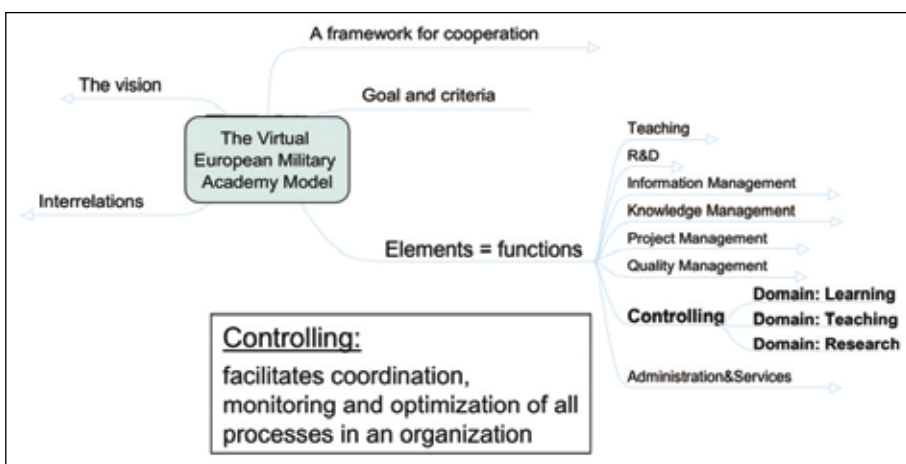 A framework for cooperation
The vision
Goal and criteria
The Virtual
European Military
Academy Model
Interrelations
Elements = functions
Teaching
R&D
Information Management
Knowledge Management
Project Management
Quality Management
Controlling
Domain: Learning
Domain: Teaching
Domain: Research
Administration&Services
Controlling:
facilitates coordination,
monitoring and optimization of all
processes in an organization